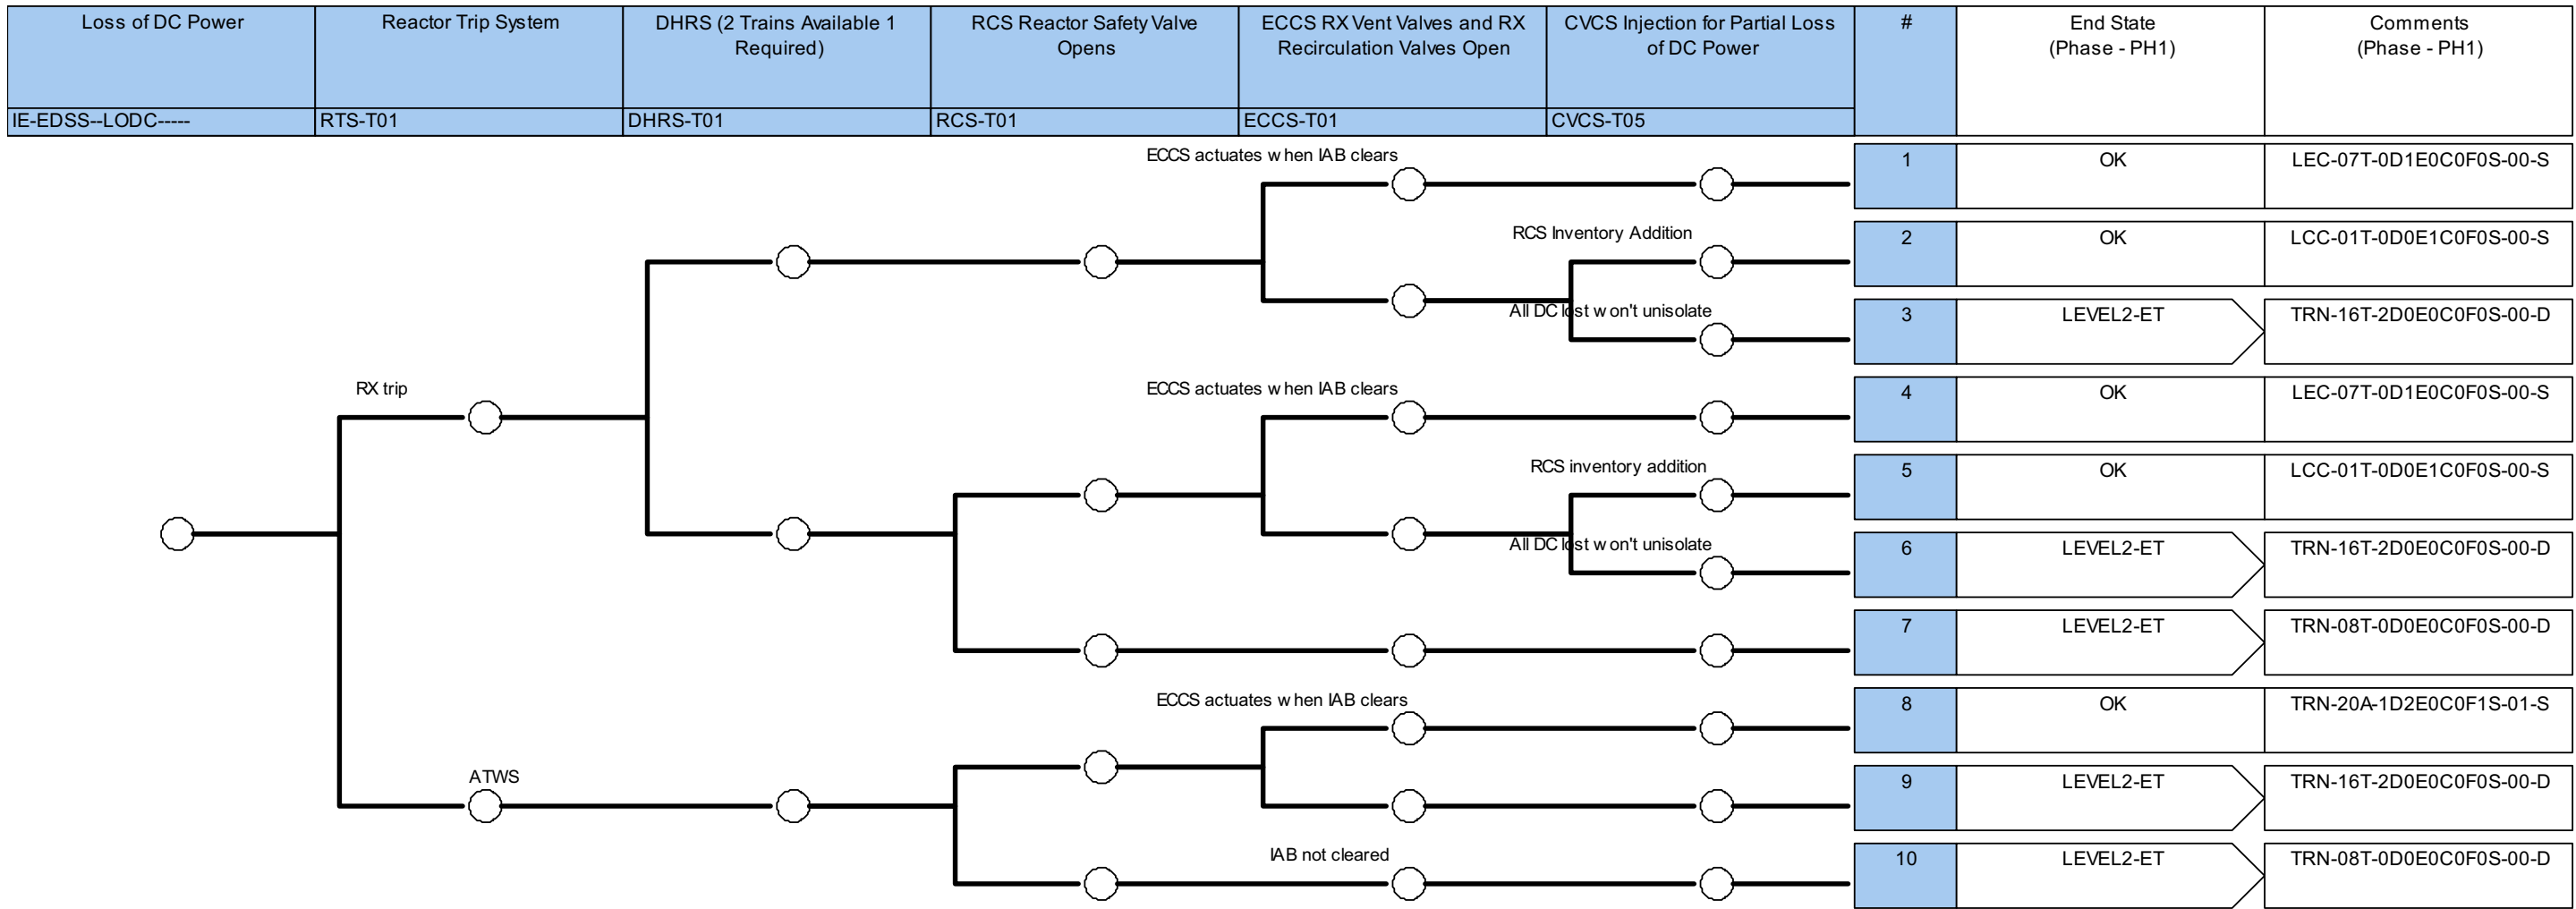 Loss of DC Power
Reactor Trip System
DHRS (2 Trains Available 1
Required)
RCS Reactor Safety Valve
Opens
ECCS RX Vent Valves and RX
Recirculation Valves Open
CVCS Injection for Partial Loss
of DC Power
#
End State
(Phase - PH1)
Comments
(Phase - PH1)
IE-EDSS--LODC-----
RTS-T01
DHRS-T01
RCS-T01
ECCS-T01
CVCS-T05
ECCS actuates when IAB clears
1
OK
LEC-07T-0D1E0C0F0S-00-S
RCS Inventory Addition
2
OK
LCC-01T-0D0E1C0F0S-00-S
All DC lost won't unisolate
3
LEVEL2-ET
TRN-16T-2D0E0C0F0S-00-D
RX trip
ECCS actuates when IAB clears
4
OK
LEC-07T-0D1E0C0F0S-00-S
RCS inventory addition
5
OK
LCC-01T-0D0E1C0F0S-00-S
All DC lost won't unisolate
6
LEVEL2-ET
TRN-16T-2D0E0C0F0S-00-D
7
LEVEL2-ET
TRN-08T-0D0E0C0F0S-00-D
ECCS actuates when IAB clears
8
OK
TRN-20A-1D2E0C0F1S-01-S
ATWS
9
LEVEL2-ET
TRN-16T-2D0E0C0F0S-00-D
IAB not cleared
10
LEVEL2-ET
TRN-08T-0D0E0C0F0S-00-D